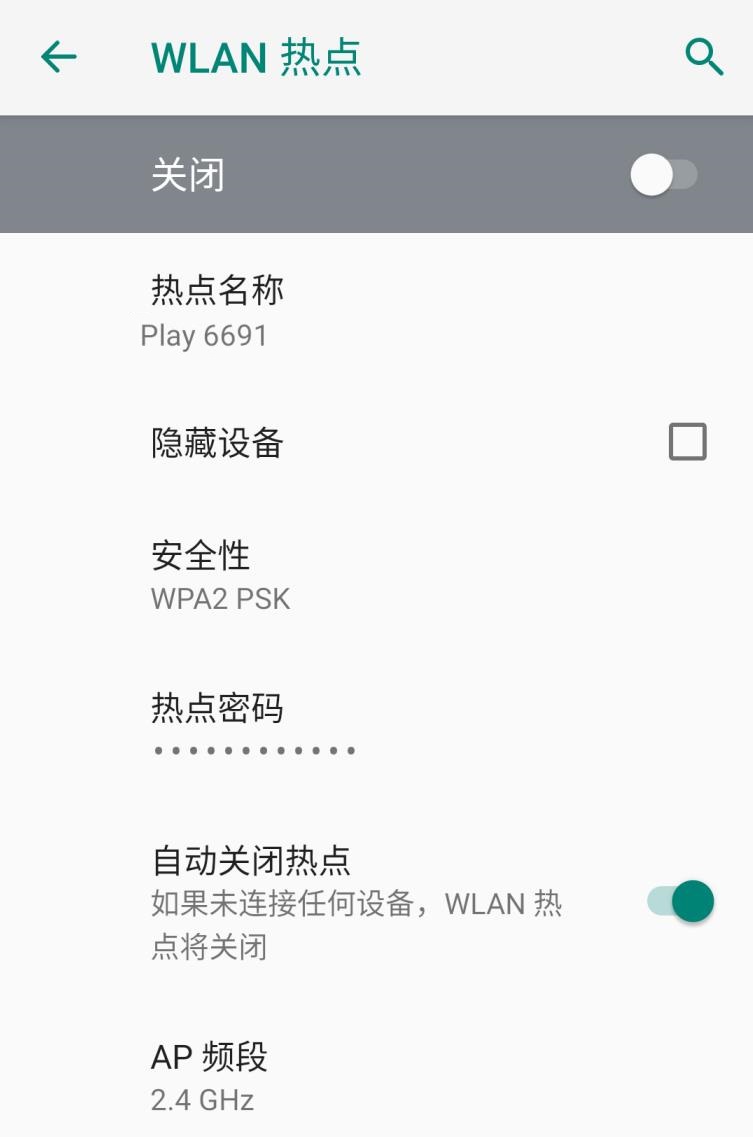 WLAN 热点
关闭
热点名称
Play 6691
隐藏设备
安全性
WPA2 PSK
热点密码
••••••••••••
自动关闭热点
如果未连接任何设备，WLAN 热
点将关闭
AP 频段
2.4 GHz